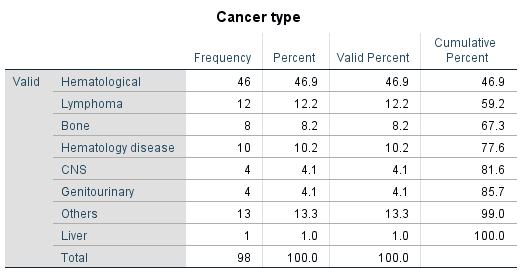 Cancer type
Frequency Percent Valid Percent Cumulative Percent
Valid Hematological 46 46.9 46.9 46.9
Lymphoma 12 12.2 12.2 59.2
Bone 8 8.2 8.2 67.3
Hematology disease 10 10.2 10.2 77.6
CNS 4 4.1 4.1 81.6
Genitourinary 4 4.1 4.1 85.7
Others 13 13.3 13.3 99.0
Liver 1 1.0 1.0 100.0
Total 98 100.0 100.0